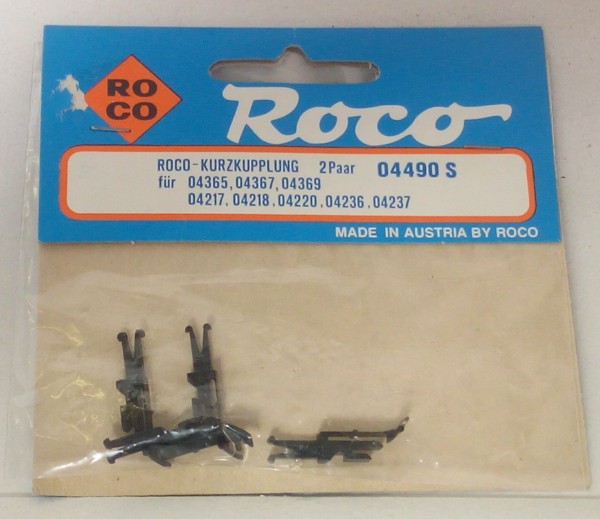 RO
CO
Roco
ROCO-KURZKUPPLUNG 2Paar 04490 S
für 04365, 04367, 04369
04217, 04218, 04220, 04236, 04237
MADE IN AUSTRIA BY ROCO